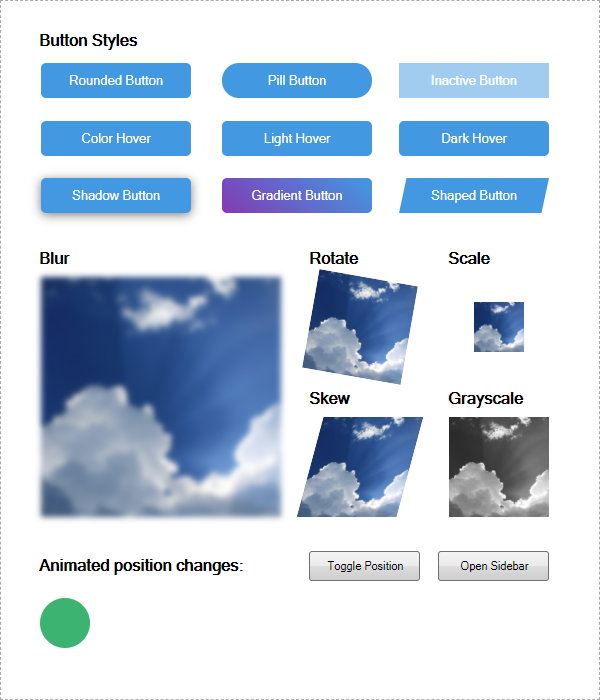 Button Styles
Rounded Button
Pill Button
Inactive Button
Color Hover
Light Hover
Dark Hover
Shadow Button
Gradient Button
Shaped Button
Blur
Rotate
Scale
Skew
Grayscale
Animated position changes:
Toggle Position
Open Sidebar